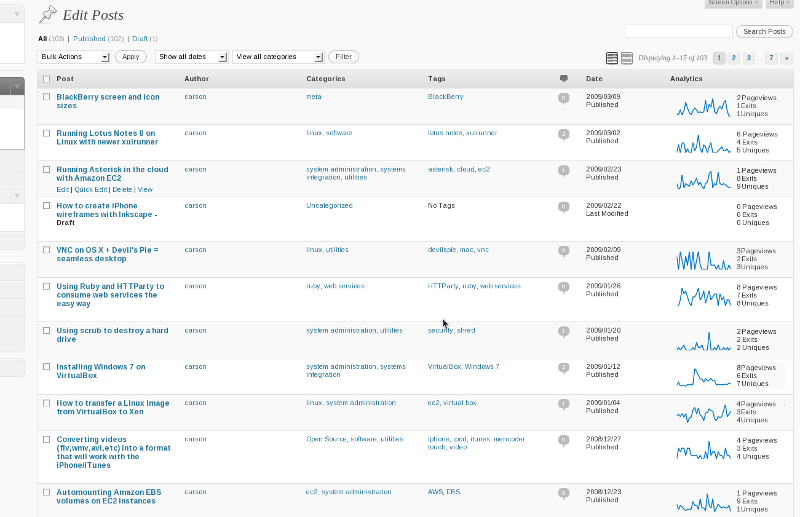 Screen Options Help
Edit Posts
All (103) | Published (102) | Draft (1)
Search Posts
Bulk Actions Apply Show all dates View all categories Filter
Displaying 1–15 of 103 1 2 3 ... 7 »
Post Author Categories Tags Date Analytics
BlackBerry screen and icon sizes carson meta BlackBerry 0 2009/03/09 Published 2 Pageviews 1 Exits 1 Uniques
Running Lotus Notes 8 on Linux with newer xulrunner carson linux, software lotus notes, xulrunner 2 2009/03/02 Published 6 Pageviews 4 Exits 5 Uniques
Running Asterisk in the cloud with Amazon EC2 carson system administration, systems integration, utilities asterisk, cloud, ec2 1 2009/02/23 Published 1 Pageviews 8 Exits 9 Uniques
Edit | Quick Edit | Delete | View
How to create iPhone wireframes with Inkscape - Draft carson Uncategorized No Tags 0 2009/02/22 Last Modified 0 Pageviews 0 Exits 0 Uniques
VNC on OS X + Devil's Pie = seamless desktop carson linux, utilities devilspie, mac, vnc 0 2009/02/09 Published 3 Pageviews 2 Exits 3 Uniques
Using Ruby and HTTParty to consume web services the easy way carson ruby, web services HTTParty, ruby, web services 0 2009/01/26 Published 8 Pageviews 7 Exits 8 Uniques
Using scrub to destroy a hard drive carson system administration, utilities security, shred 1 2009/01/20 Published 2 Pageviews 2 Exits 2 Uniques
Installing Windows 7 on VirtualBox carson system administration, systems integration VirtualBox, Windows 7 2009/01/12 Published 8 Pageviews 6 Exits 7 Uniques
How to transfer a Linux image from VirtualBox to Xen carson linux, system administration ec2, virtual box 1 2009/01/04 Published 4 Pageviews 3 Exits 4 Uniques
Converting videos (flv,wmv,avi,etc) into a format that will work with the iPhone/iTunes carson Open Source, software, utilities iphone, ipod, itunes, mencoder, touch, video 0 2008/12/27 Published 4 Pageviews 3 Exits 4 Uniques
Automounting Amazon EBS volumes on EC2 instances carson ec2, system administration AWS, EBS 2008/12/23 Published 1 Pageviews 9 Exits 1 Uniques